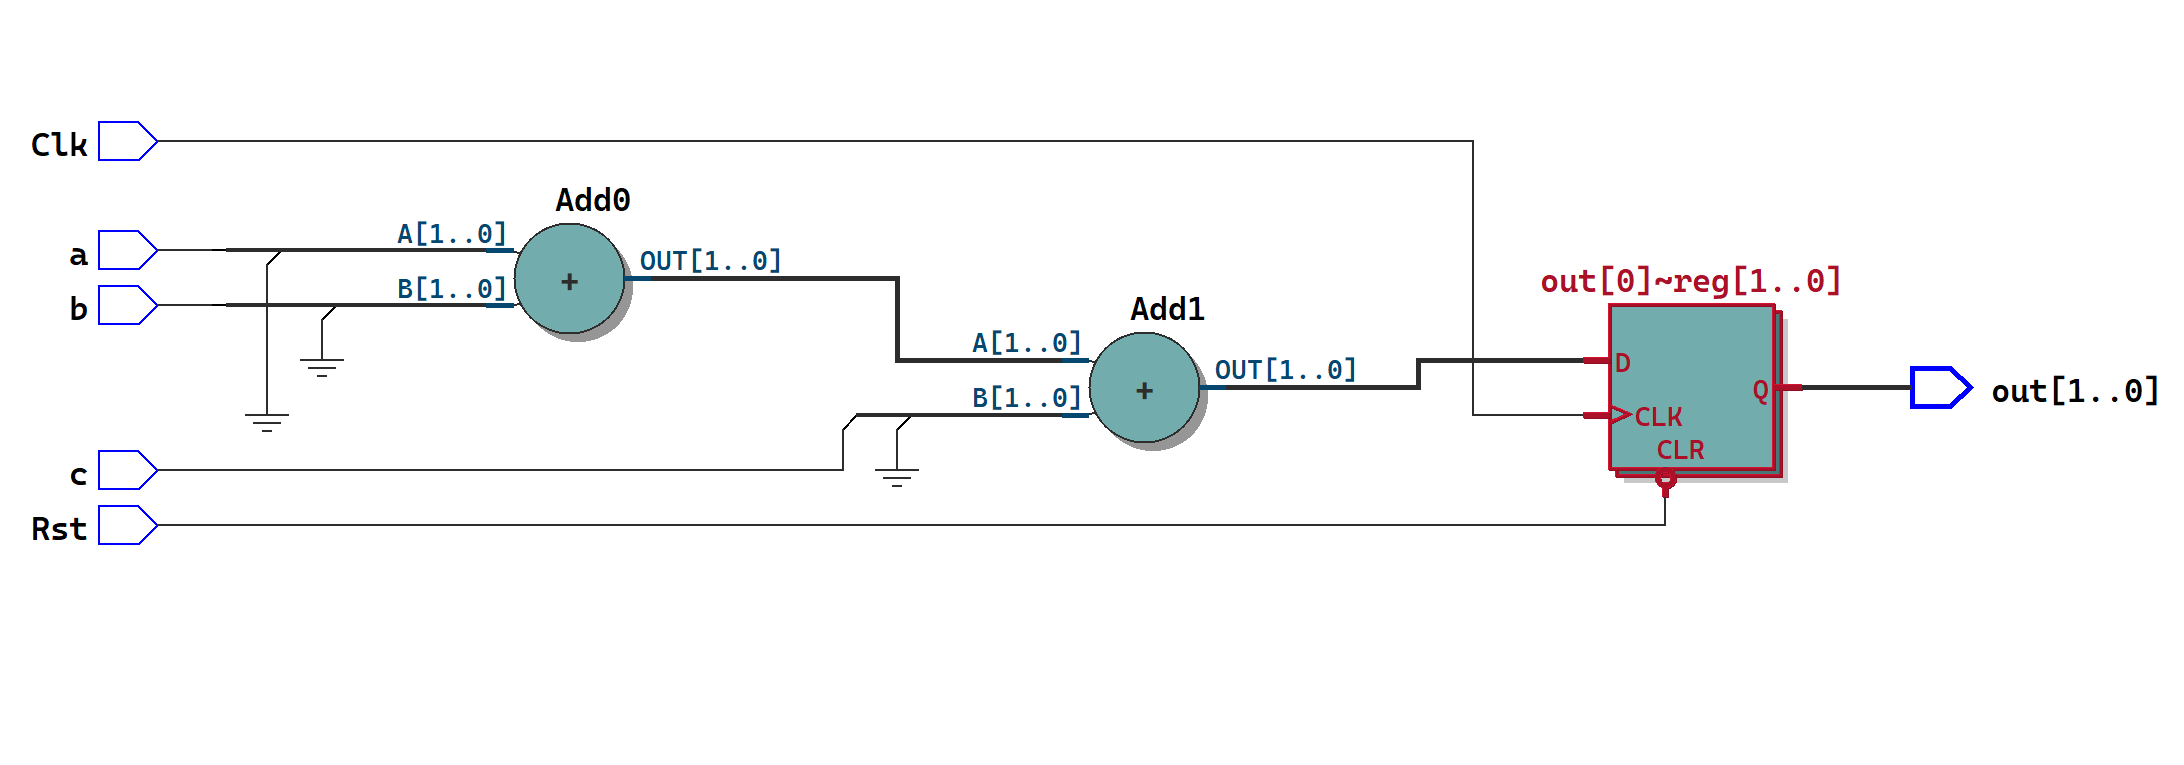 Clk
Add0
a
A[1..0]
b
B[1..0]
+
OUT[1..0]
Add1
A[1..0]
B[1..0]
+
OUT[1..0]
out[0]~reg[1..0]
D
Q
CLK
CLR
out[1..0]
c
Rst